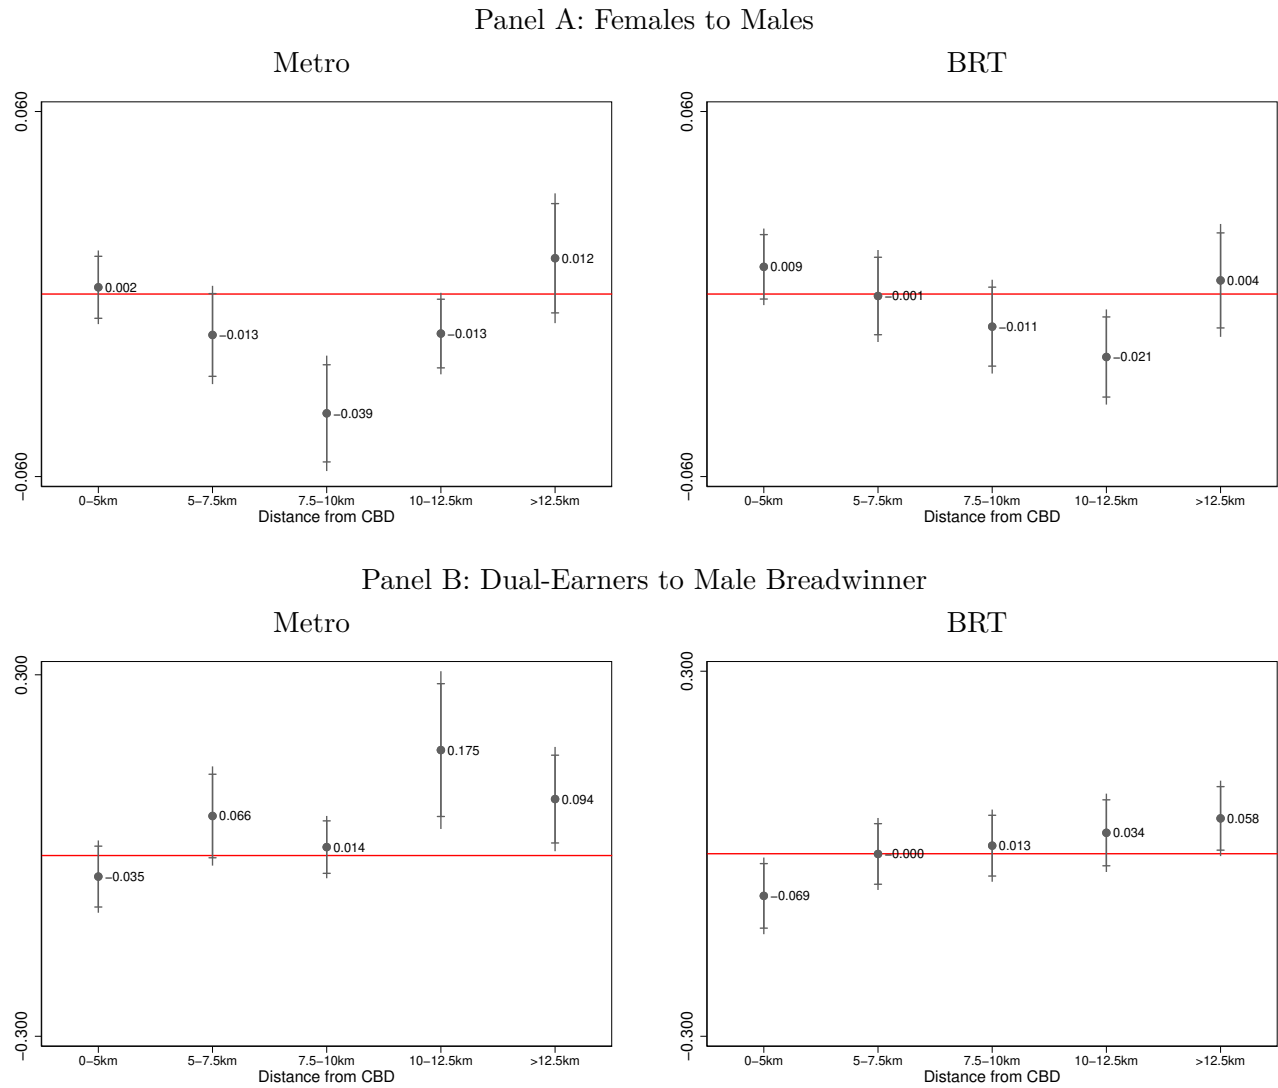 Panel A: Females to Males
Metro
0.060
−0.060
0.002
−0.013
−0.039
−0.013
0.012
0−5km
5−7.5km
7.5−10km
10−12.5km
>12.5km
Distance from CBD
BRT
0.060
−0.060
0.009
−0.001
−0.011
−0.021
0.004
0−5km
5−7.5km
7.5−10km
10−12.5km
>12.5km
Distance from CBD
Panel B: Dual-Earners to Male Breadwinner
Metro
0.300
−0.300
−0.035
0.066
0.014
0.175
0.094
0−5km
5−7.5km
7.5−10km
10−12.5km
>12.5km
Distance from CBD
BRT
0.300
−0.300
−0.069
−0.000
0.013
0.034
0.058
0−5km
5−7.5km
7.5−10km
10−12.5km
>12.5km
Distance from CBD